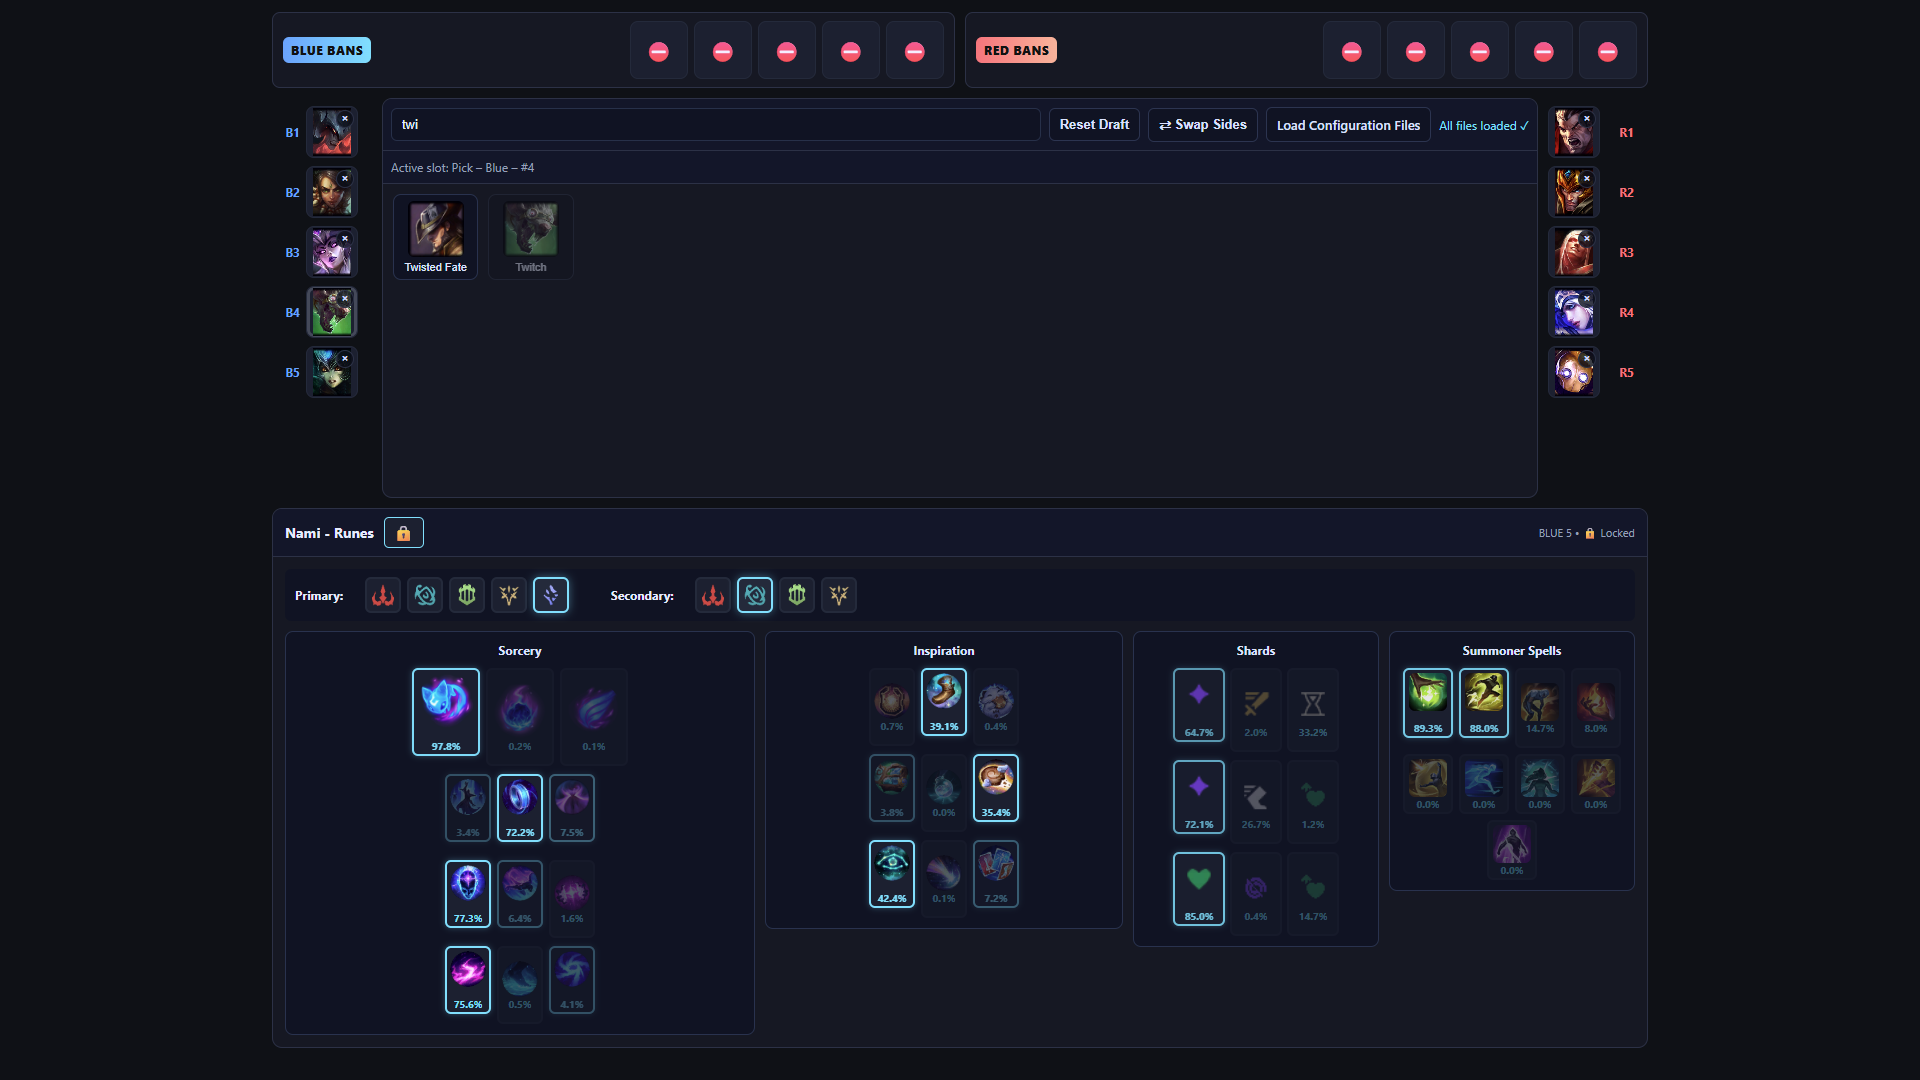 BLUE BANS
RED BANS
B1
B2
B3
B4
B5
twi
Reset Draft
⇄ Swap Sides
Load Configuration Files
All files loaded ✓
Active slot: Pick – Blue – #4
Twisted Fate
Twitch
R1
R2
R3
R4
R5
Nami - Runes
BLUE 5 • 🔒 Locked
Primary:
Secondary:
Sorcery
97.8%
0.2%
0.1%
3.4%
72.2%
7.5%
77.3%
6.4%
1.6%
75.6%
0.5%
4.1%
Inspiration
0.7%
39.1%
0.4%
3.8%
0.0%
35.4%
42.4%
0.1%
7.2%
Shards
64.7%
2.0%
33.2%
72.1%
26.7%
1.2%
85.0%
0.4%
14.7%
Summoner Spells
89.3%
88.0%
14.7%
8.0%
0.0%
0.0%
0.0%
0.0%
0.0%